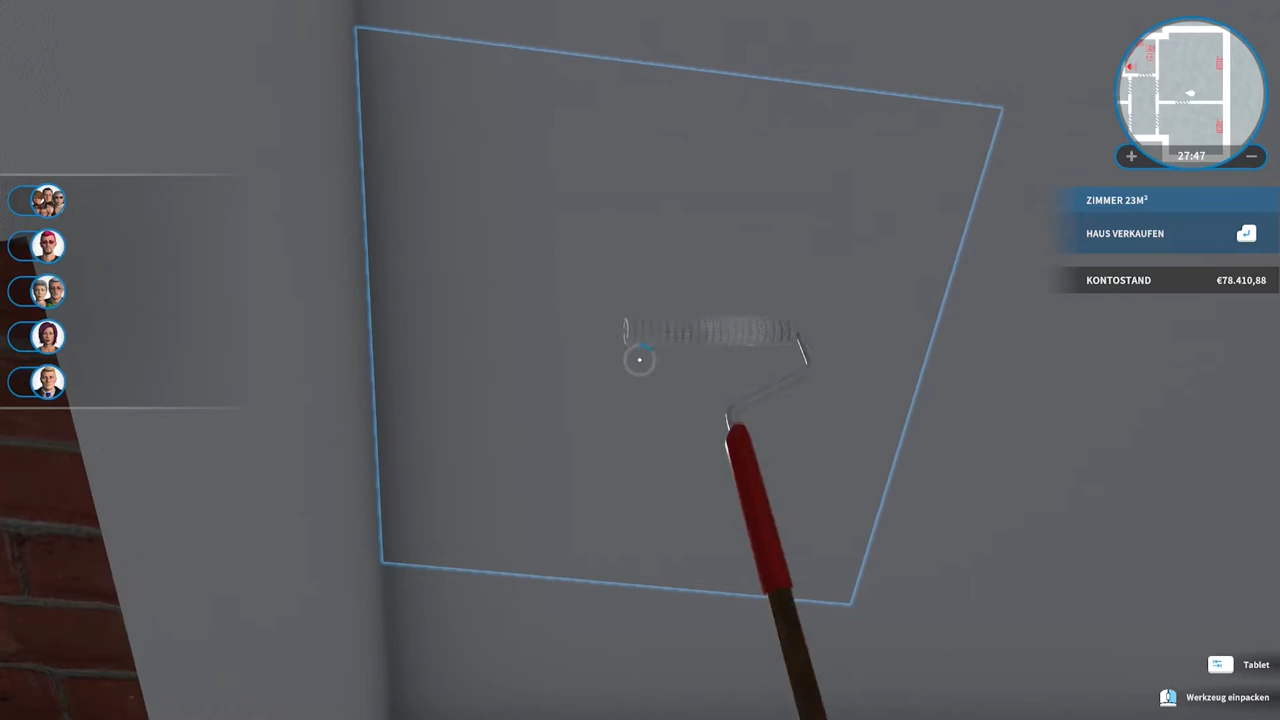 27:47
ZIMMER 23M²
HAUS VERKAUFEN
KONTOSTAND €78.410,88
Tablet
Werkzeug einpacken